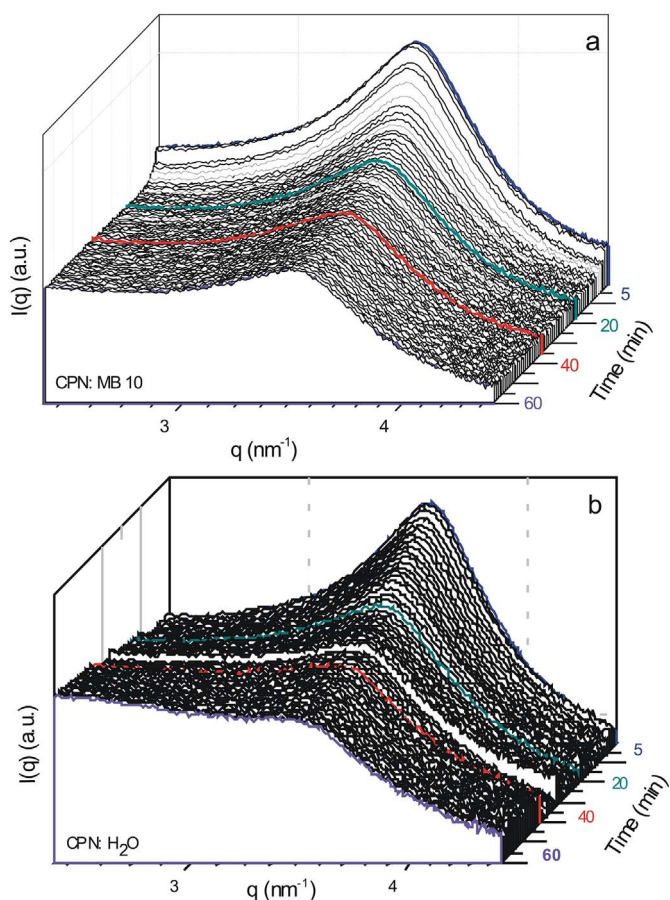 a
I(q) (a.u.)
5
20
40
60
Time (min)
CPN: MB 10
3
4
q (nm⁻¹)
b
I(q) (a.u.)
5
20
40
60
Time (min)
CPN: H₂O
3
q (nm⁻¹)
4